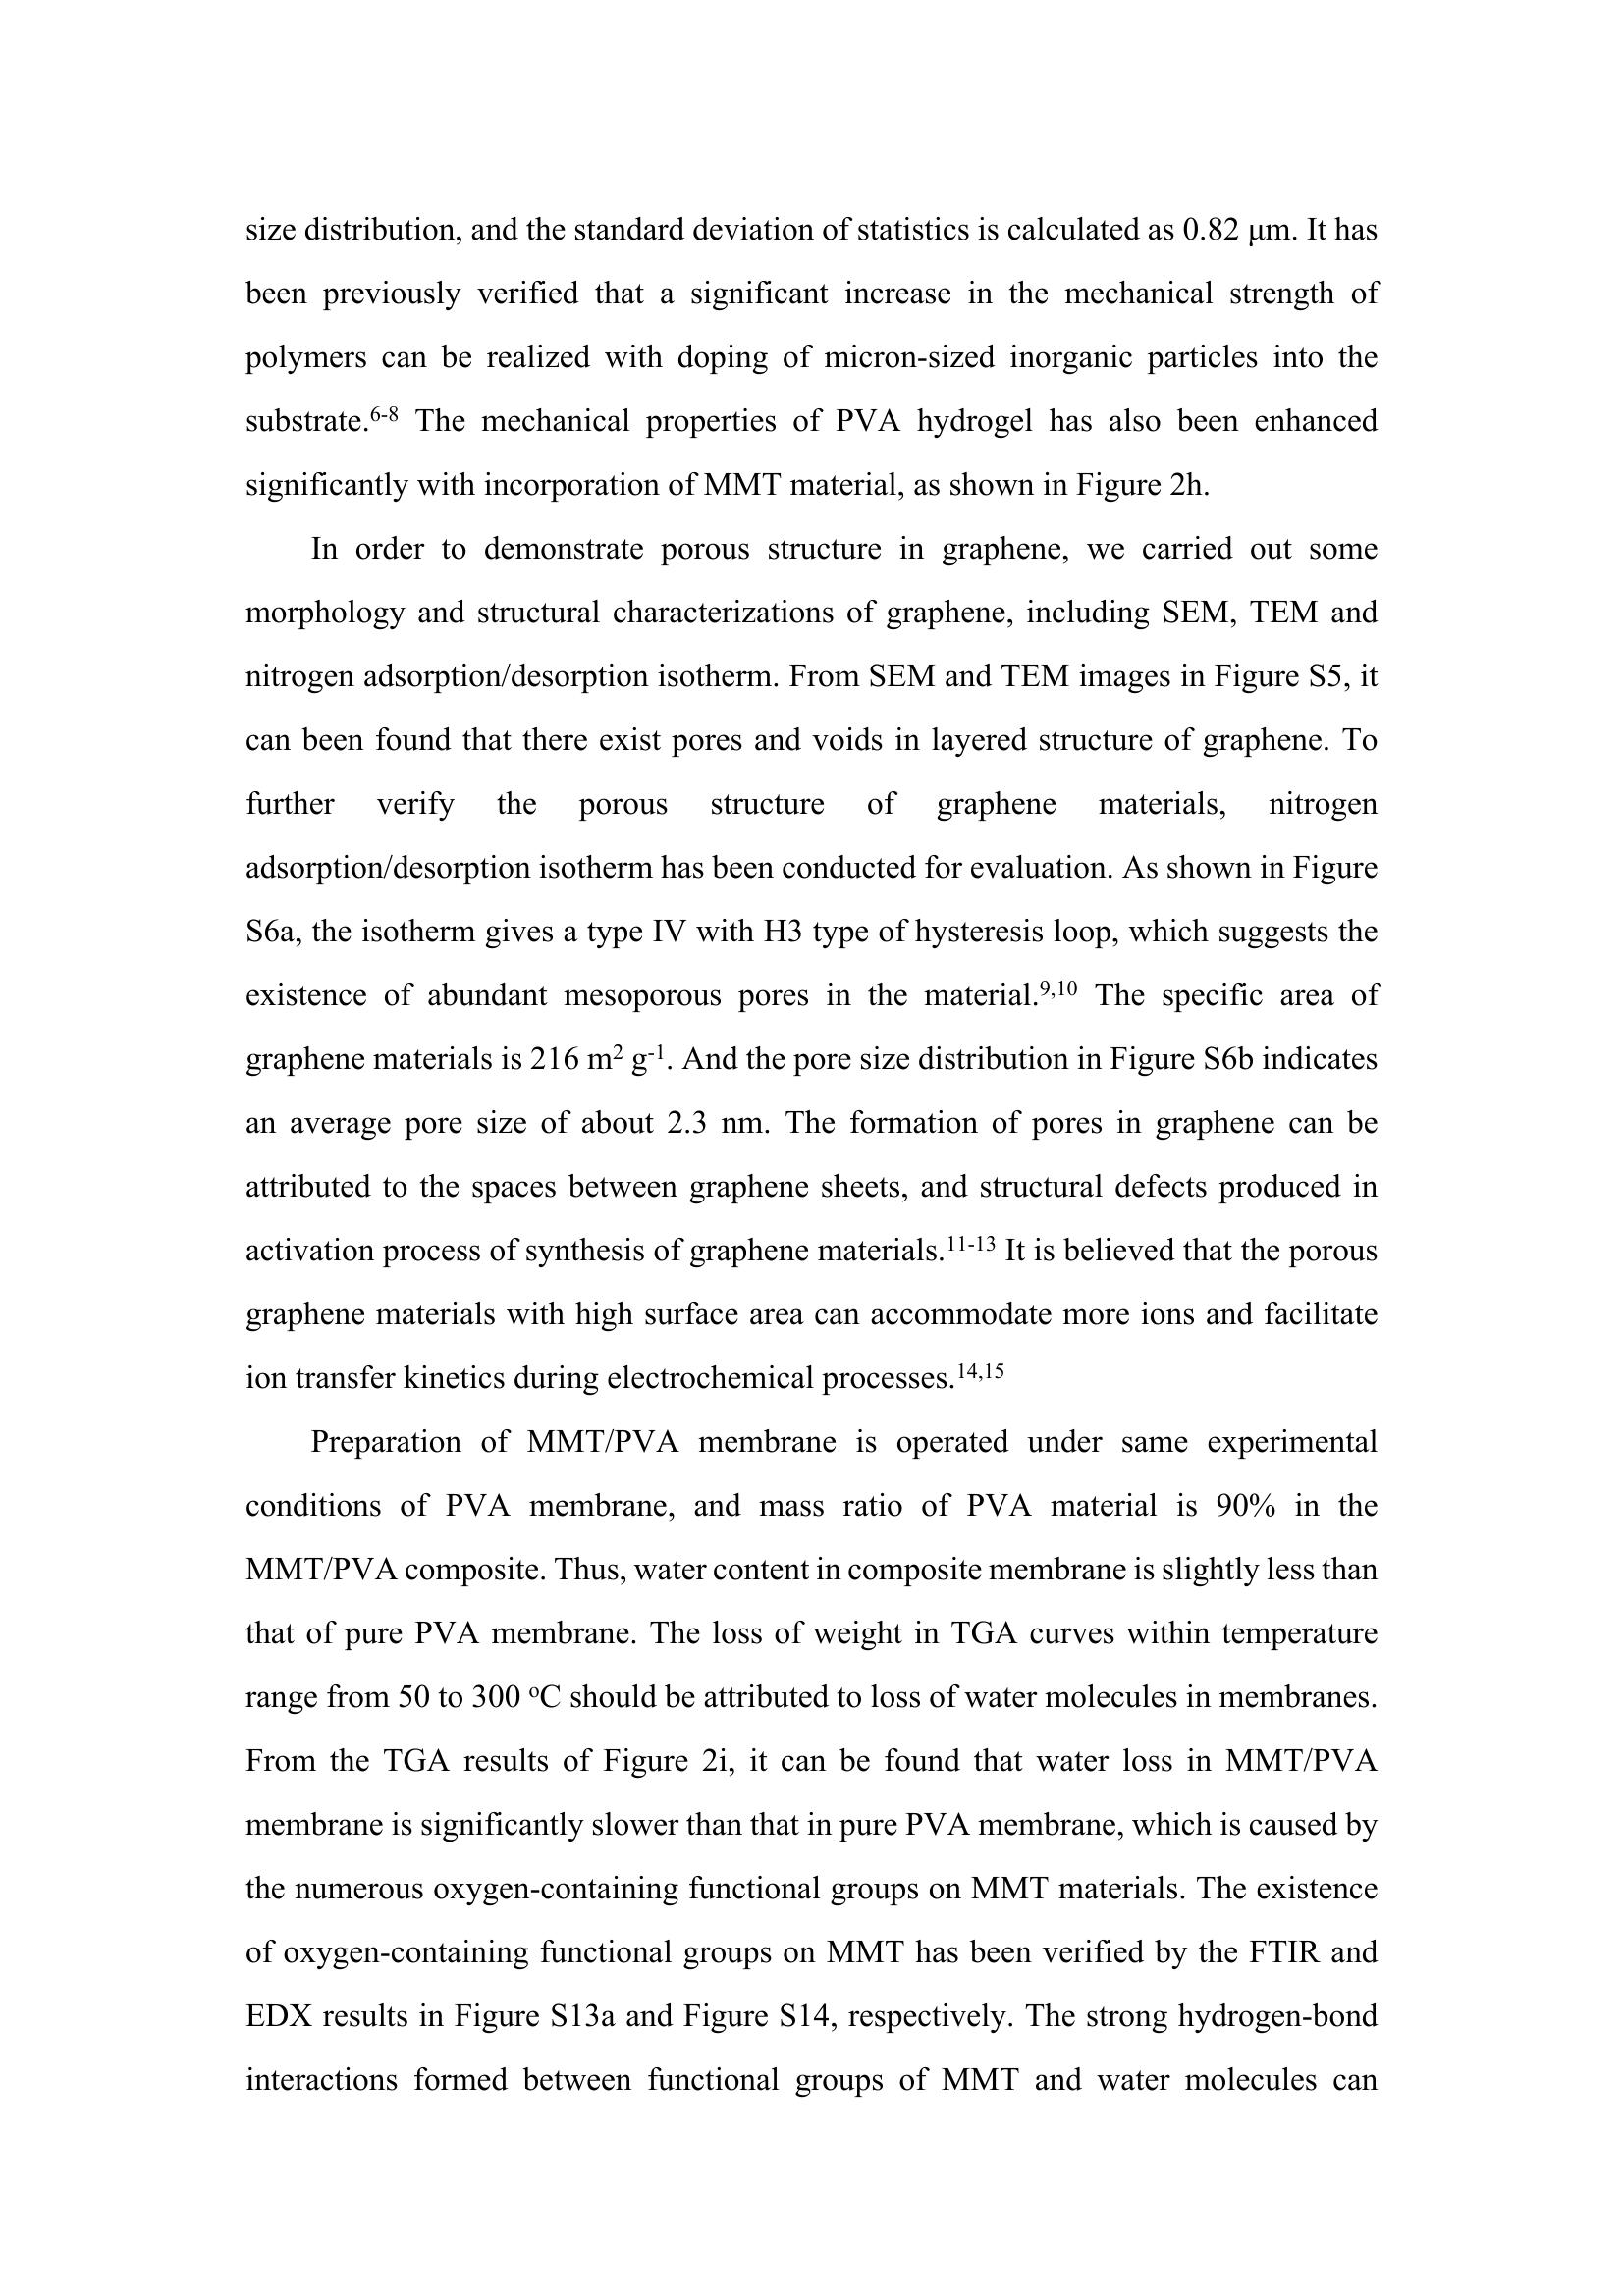 size distribution, and the standard deviation of statistics is calculated as 0.82 μm. It has
been previously verified that a significant increase in the mechanical strength of
polymers can be realized with doping of micron-sized inorganic particles into the
substrate.6-8 The mechanical properties of PVA hydrogel has also been enhanced
significantly with incorporation of MMT material, as shown in Figure 2h.
In order to demonstrate porous structure in graphene, we carried out some
morphology and structural characterizations of graphene, including SEM, TEM and
nitrogen adsorption/desorption isotherm. From SEM and TEM images in Figure S5, it
can been found that there exist pores and voids in layered structure of graphene. To
further verify the porous structure of graphene materials, nitrogen
adsorption/desorption isotherm has been conducted for evaluation. As shown in Figure
S6a, the isotherm gives a type IV with H3 type of hysteresis loop, which suggests the
existence of abundant mesoporous pores in the material.9,10 The specific area of
graphene materials is 216 m2 g-1. And the pore size distribution in Figure S6b indicates
an average pore size of about 2.3 nm. The formation of pores in graphene can be
attributed to the spaces between graphene sheets, and structural defects produced in
activation process of synthesis of graphene materials.11-13 It is believed that the porous
graphene materials with high surface area can accommodate more ions and facilitate
ion transfer kinetics during electrochemical processes.14,15
Preparation of MMT/PVA membrane is operated under same experimental
conditions of PVA membrane, and mass ratio of PVA material is 90% in the
MMT/PVA composite. Thus, water content in composite membrane is slightly less than
that of pure PVA membrane. The loss of weight in TGA curves within temperature
range from 50 to 300 oC should be attributed to loss of water molecules in membranes.
From the TGA results of Figure 2i, it can be found that water loss in MMT/PVA
membrane is significantly slower than that in pure PVA membrane, which is caused by
the numerous oxygen-containing functional groups on MMT materials. The existence
of oxygen-containing functional groups on MMT has been verified by the FTIR and
EDX results in Figure S13a and Figure S14, respectively. The strong hydrogen-bond
interactions formed between functional groups of MMT and water molecules can